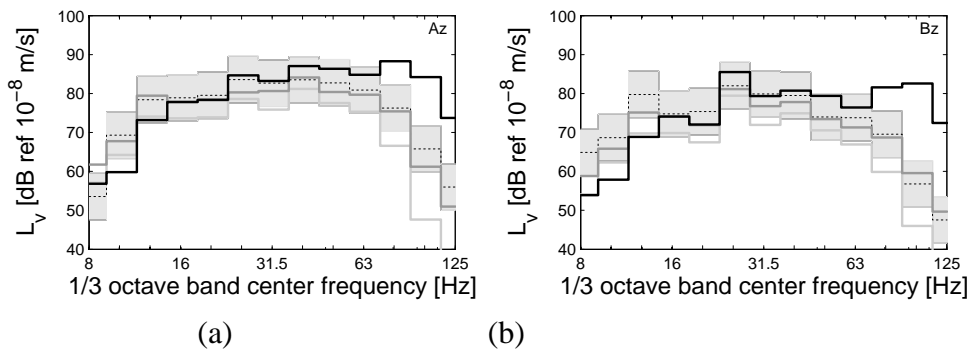 Az
100
90
80
70
60
50
40
8 16 31.5 63 125
L_v [dB ref 10⁻⁸ m/s]
1/3 octave band center frequency [Hz]
(a)
Bz
100
90
80
70
60
50
40
8 16 31.5 63 125
L_v [dB ref 10⁻⁸ m/s]
1/3 octave band center frequency [Hz]
(b)